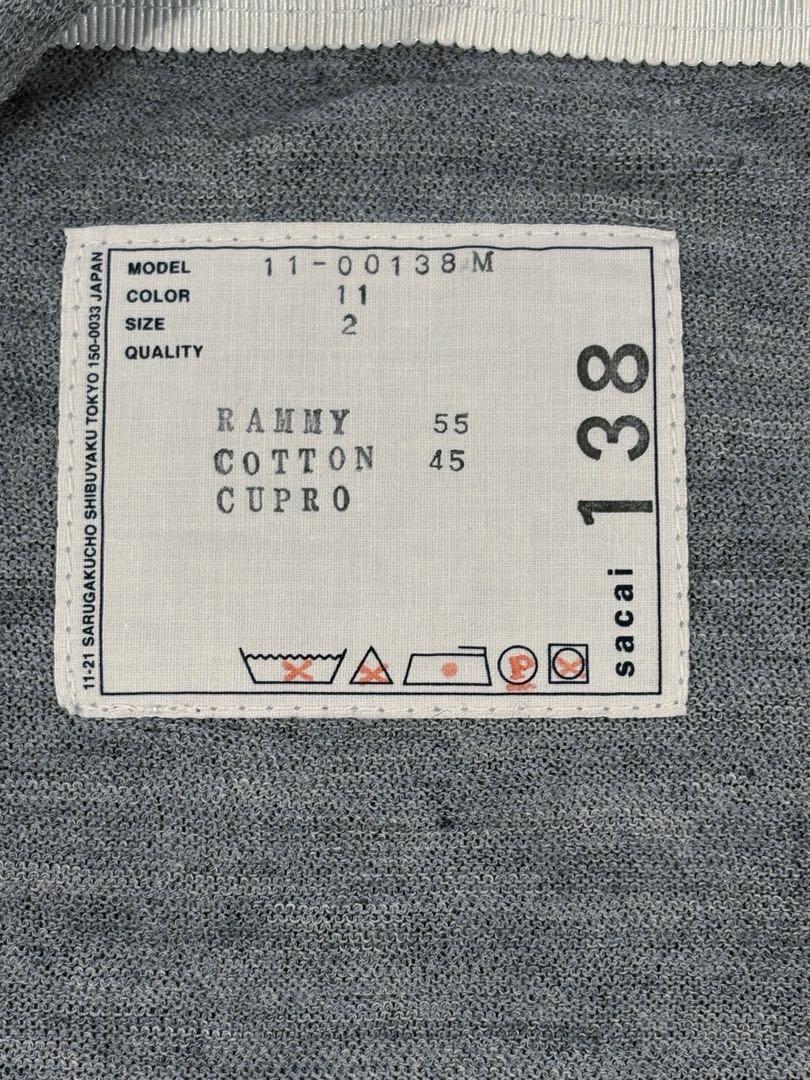 MODEL 11-00138 M
COLOR 11
SIZE 2
QUALITY
RAMMY 55
COTTON 45
CUPRO
P
138
sacai
11-21 SARUGAKUCHO SHIBUYAKU TOKYO 150-0033 JAPAN